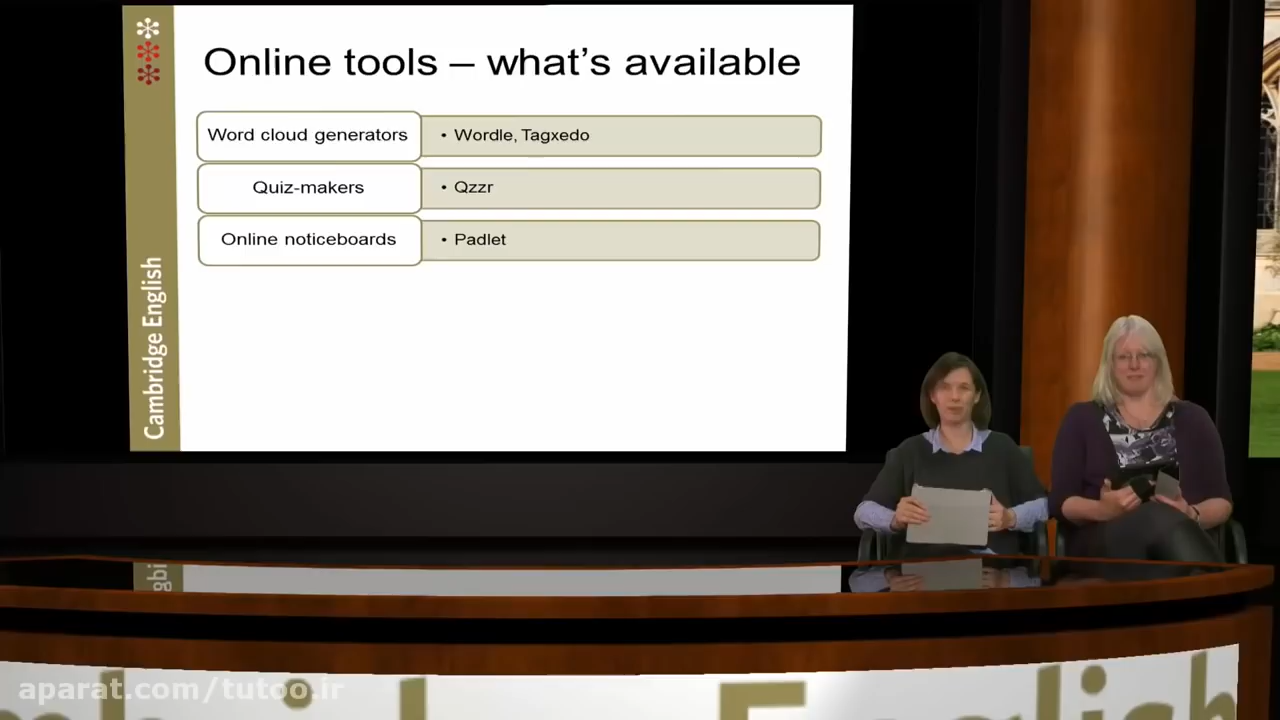 Online tools – what's available
Word cloud generators
• Wordle, Tagxedo
Quiz-makers
• Qzzr
Online noticeboards
• Padlet
Cambridge English
aparat.com/tutoo.ir